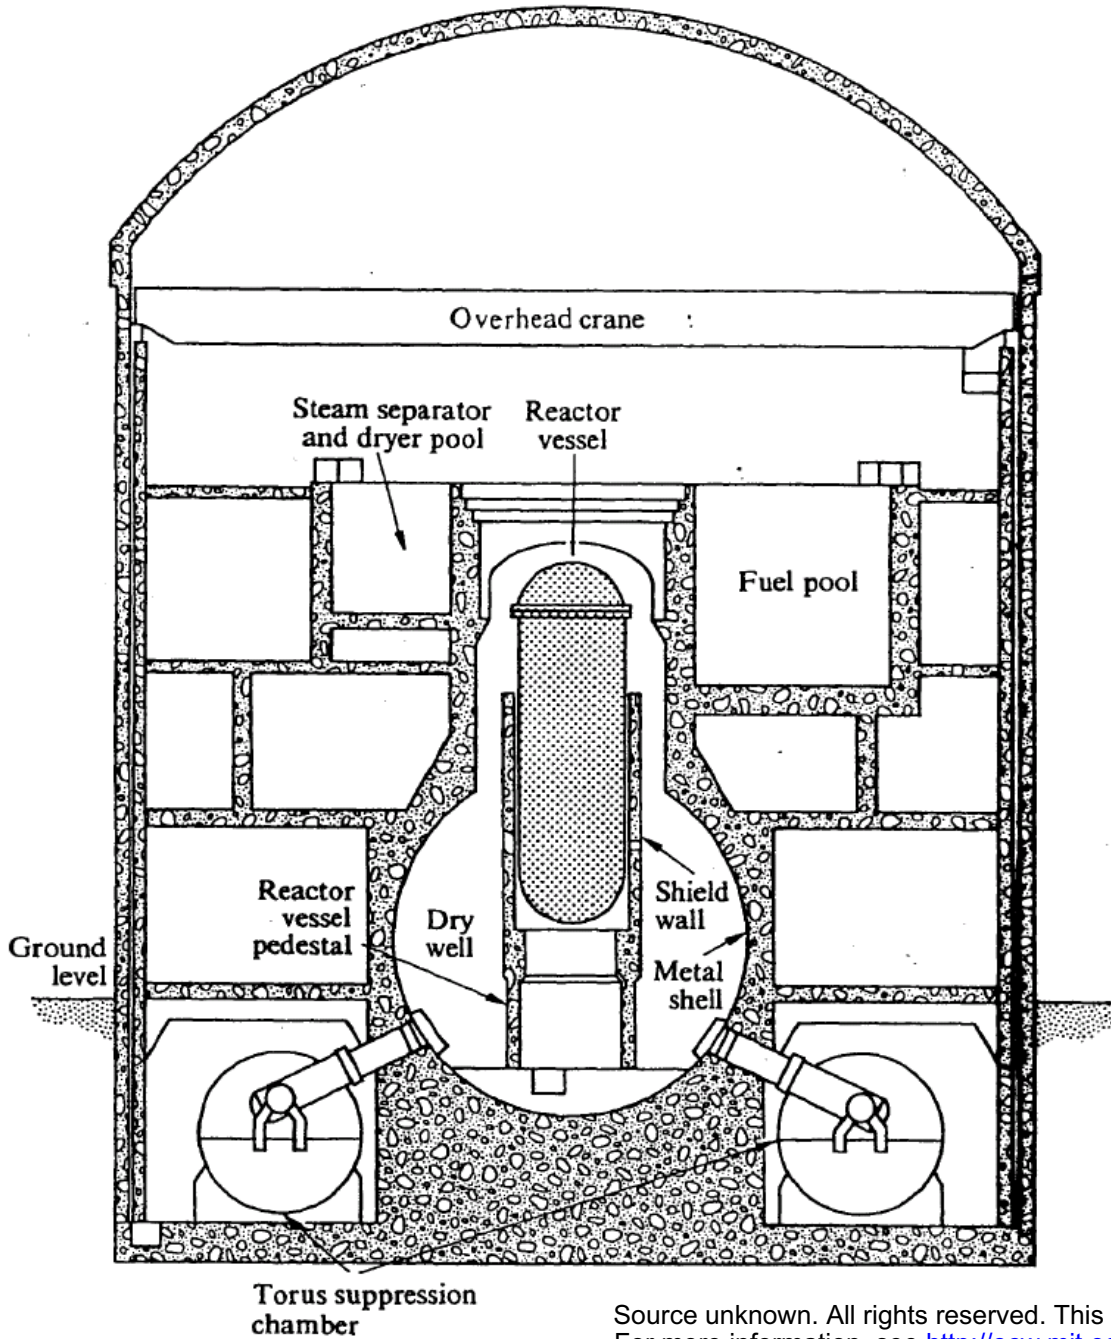 Overhead crane
Steam separator
and dryer pool
Reactor
vessel
Fuel pool
Reactor
vessel
pedestal
Dry
well
Shield
wall
Metal
shell
Ground
level
Torus suppression
chamber
Source unknown. All rights reserved. This